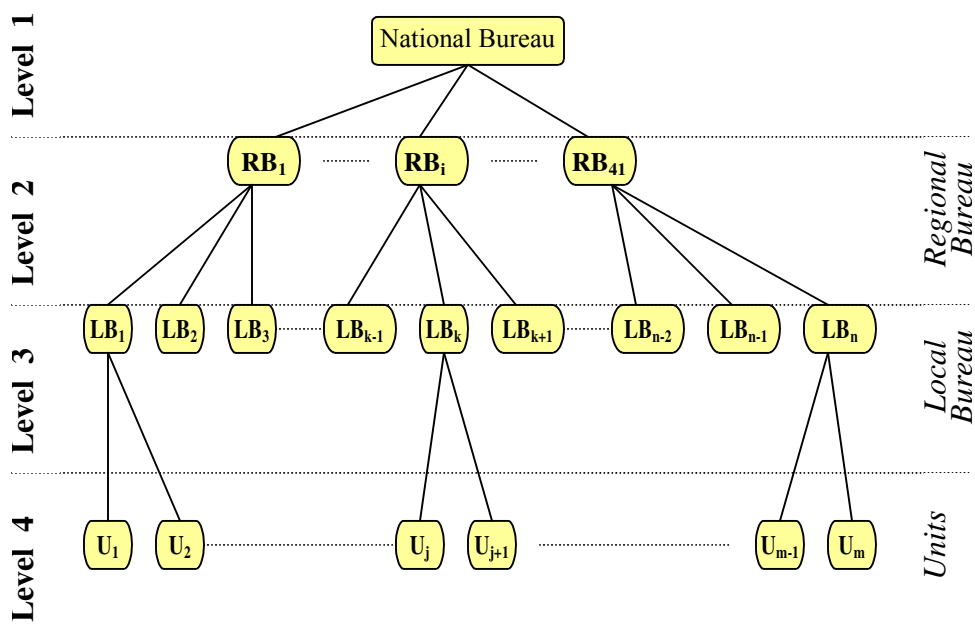 Level 1
National Bureau
Level 2
RB₁ RBᵢ RB₄₁
Regional
Bureau
Level 3
LB₁ LB₂ LB₃ LBₖ₋₁ LBₖ LBₖ₊₁ LBₙ₋₂ LBₙ₋₁ LBₙ
Local
Bureau
Level 4
U₁ U₂ Uⱼ Uⱼ₊₁ Uₘ₋₁ Uₘ
Units